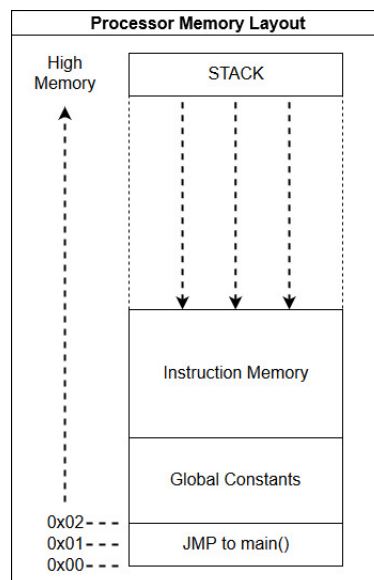 Processor Memory Layout
High
Memory
STACK
Instruction Memory
Global Constants
0x02
0x01
JMP to main()
0x00